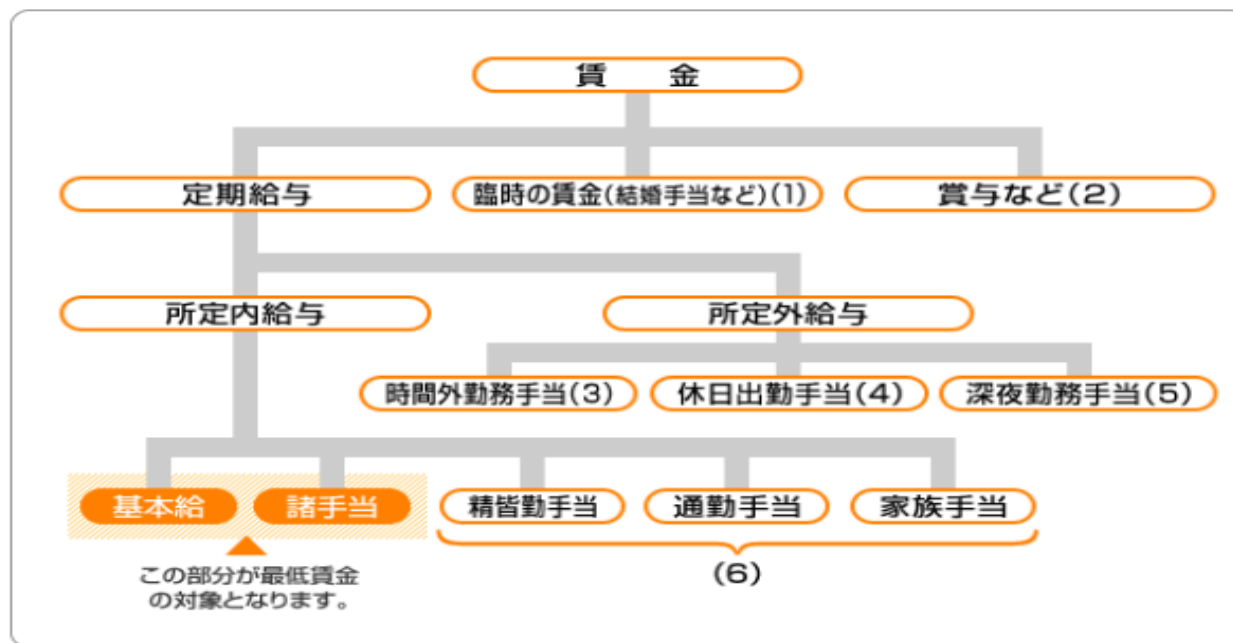 賃　金
定期給与
臨時の賃金(結婚手当など)(1)
賞与など(2)
所定内給与
所定外給与
時間外勤務手当(3)
休日出勤手当(4)
深夜勤務手当(5)
基本給
諸手当
精皆勤手当
通勤手当
家族手当
この部分が最低賃金
の対象となります。
(6)